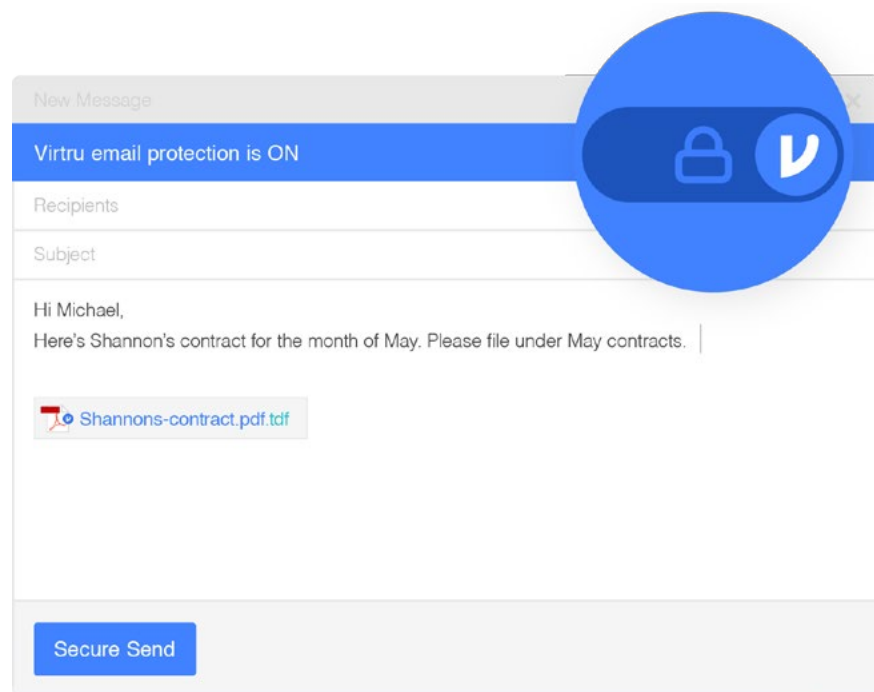 New Message
Virtru email protection is ON
Recipients
Subject
Hi Michael,
Here's Shannon's contract for the month of May. Please file under May contracts.
Shannons-contract.pdf.tdf
Secure Send